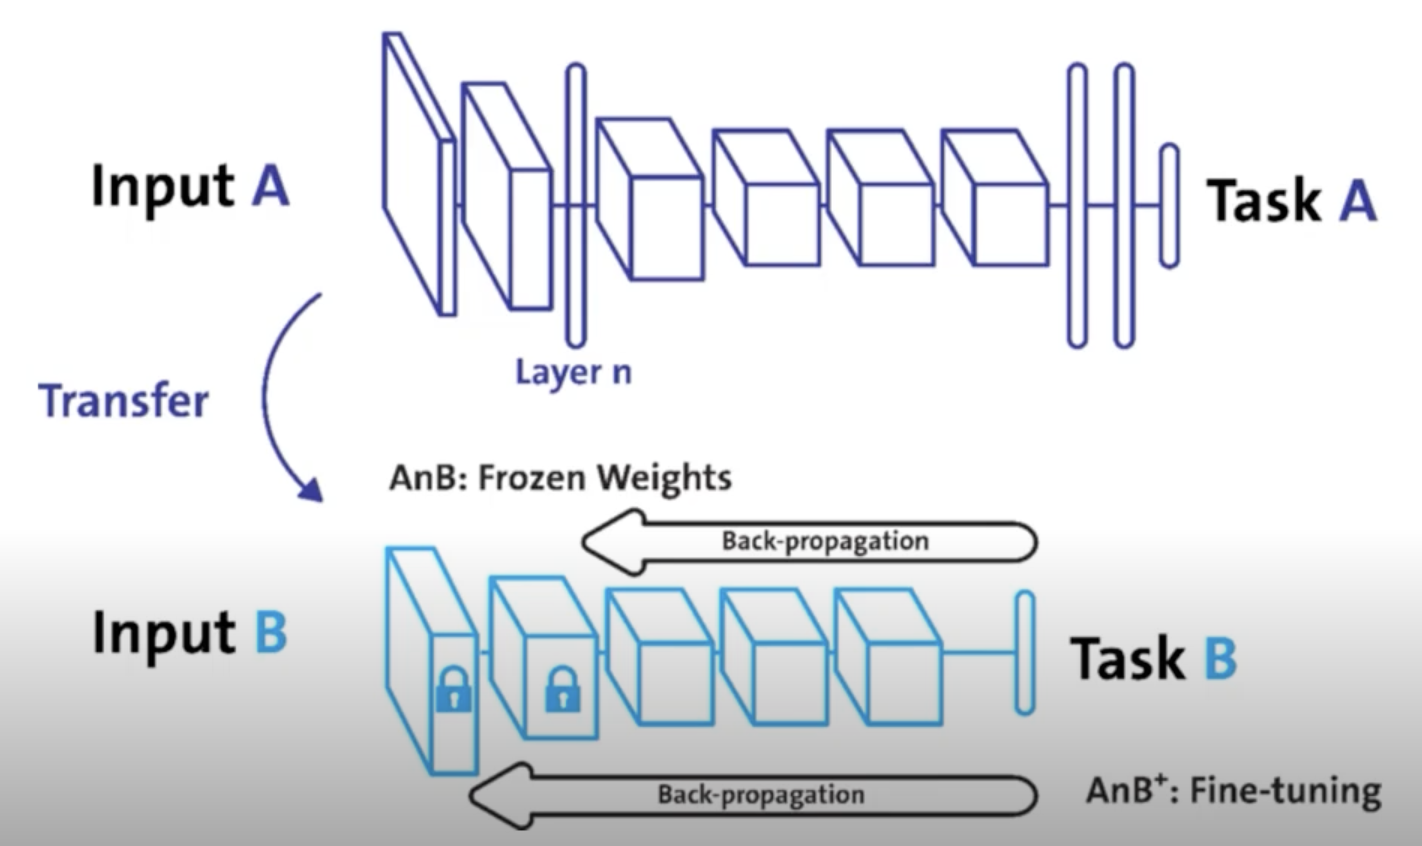 Input A
Task A
Layer n
Transfer
AnB: Frozen Weights
Back-propagation
Input B
Task B
Back-propagation
AnB⁺: Fine-tuning